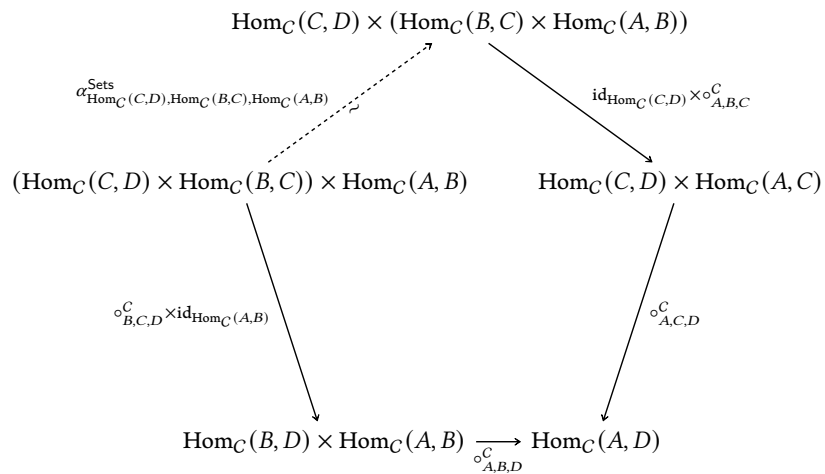 Hom_C(C, D) × (Hom_C(B, C) × Hom_C(A, B))
α^Sets_{Hom_C(C,D),Hom_C(B,C),Hom_C(A,B)}
id_{Hom_C(C,D)} × ∘^C_{A,B,C}
∼
(Hom_C(C, D) × Hom_C(B, C)) × Hom_C(A, B)
Hom_C(C, D) × Hom_C(A, C)
∘^C_{B,C,D} × id_{Hom_C(A,B)}
∘^C_{A,C,D}
Hom_C(B, D) × Hom_C(A, B)
Hom_C(A, D)
∘^C_{A,B,D}